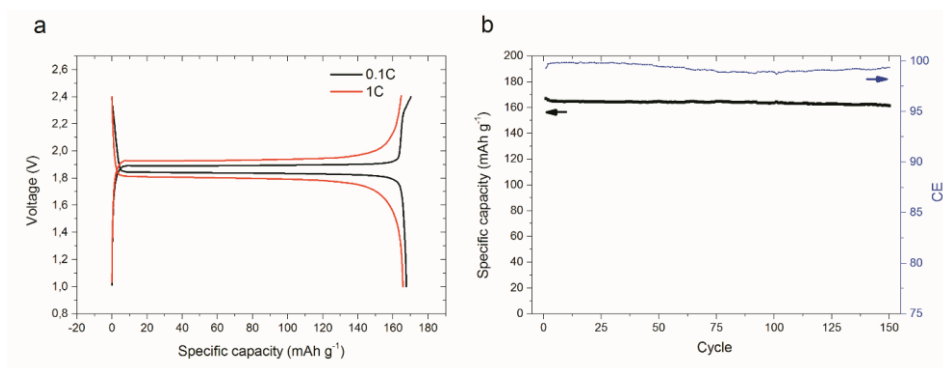 a
2,6
2,4
2,2
2,0
1,8
1,6
1,4
1,2
1,0
0,8
Voltage (V)
0.1C
1C
-20 0 20 40 60 80 100 120 140 160 180
Specific capacity (mAh g⁻¹)
b
200
180
160
140
120
100
80
60
40
20
0
Specific capacity (mAh g⁻¹)
100
95
90
85
80
75
CE
0 25 50 75 100 125 150
Cycle